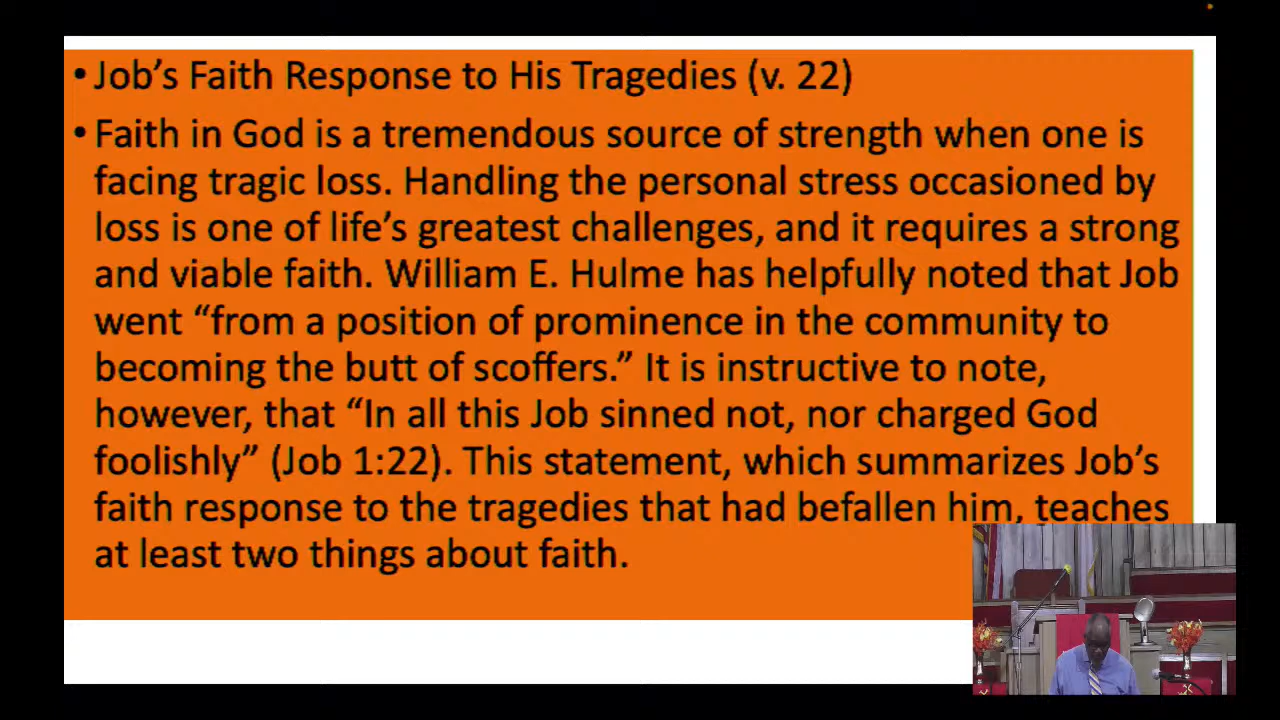 • Job’s Faith Response to His Tragedies (v. 22)
• Faith in God is a tremendous source of strength when one is
facing tragic loss. Handling the personal stress occasioned by
loss is one of life’s greatest challenges, and it requires a strong
and viable faith. William E. Hulme has helpfully noted that Job
went “from a position of prominence in the community to
becoming the butt of scoffers.” It is instructive to note,
however, that “In all this Job sinned not, nor charged God
foolishly” (Job 1:22). This statement, which summarizes Job’s
faith response to the tragedies that had befallen him, teaches
at least two things about faith.